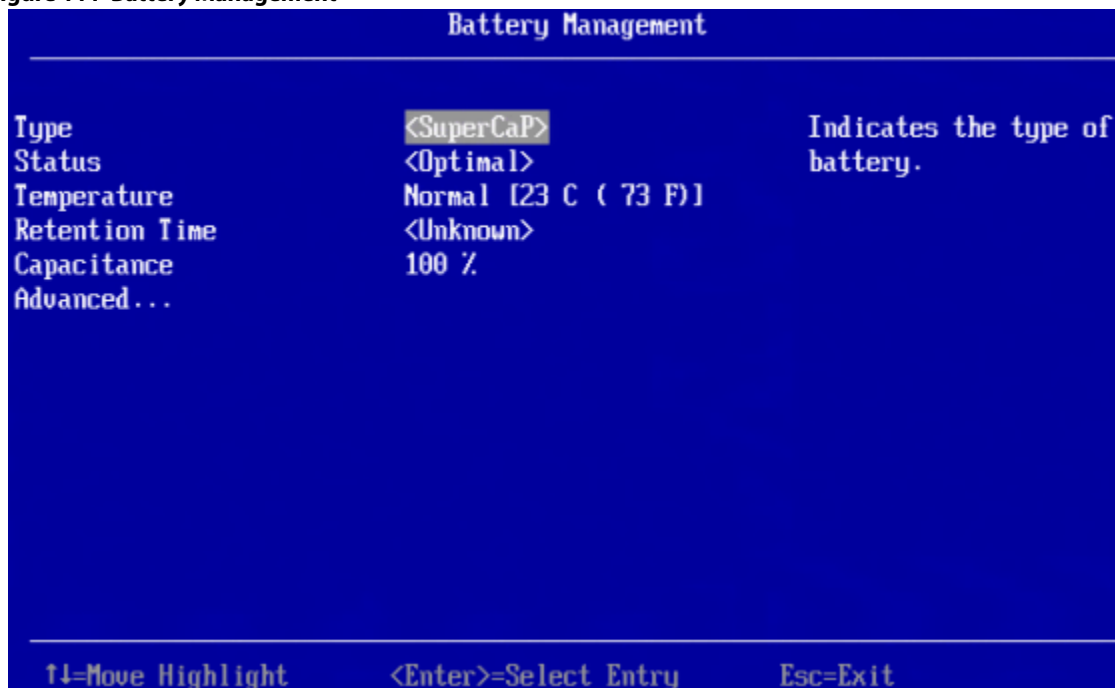 Battery Management
Type <SuperCaP> Indicates the type of
Status <Optimal> battery.
Temperature Normal [23 C ( 73 F)]
Retention Time <Unknown>
Capacitance 100 %
Advanced...
↑↓=Move Highlight <Enter>=Select Entry Esc=Exit